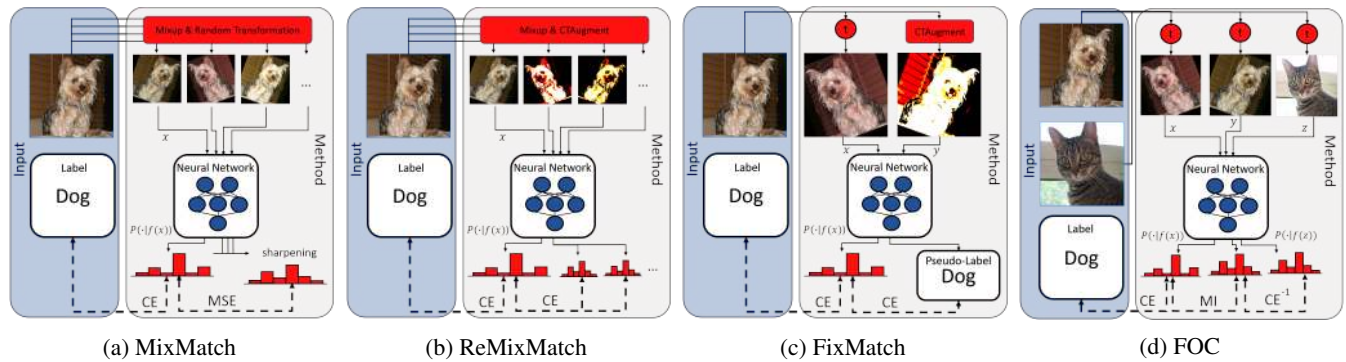 Input
Mixup & Random Transformation
...
x
Method
Label
Dog
Neural Network
P(·|f(x))
sharpening
CE
MSE
(a) MixMatch
Input
Mixup & CTAugment
...
x
Method
Label
Dog
Neural Network
P(·|f(x))
...
CE
CE
(b) ReMixMatch
Input
t
CTAugment
x
y
Method
Label
Dog
Neural Network
P(·|f(x))
Pseudo-Label
Dog
CE
CE
(c) FixMatch
Input
t
t
t
x
y
z
Method
Label
Dog
Neural Network
P(·|f(x))
P(·|f(z))
CE
MI
CE⁻¹
(d) FOC